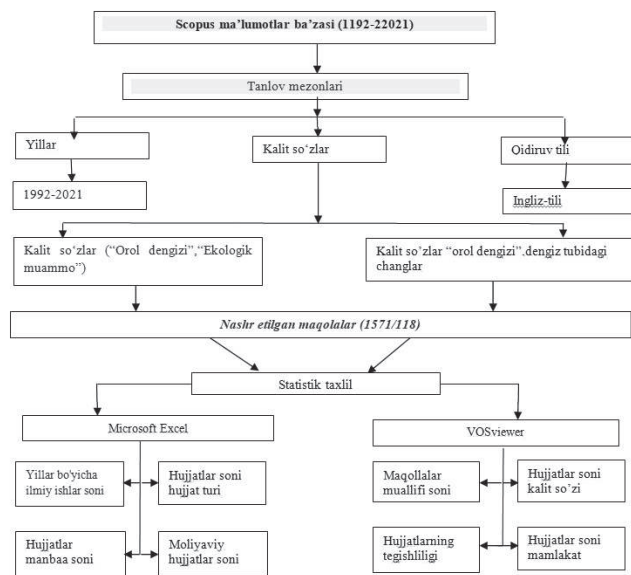 Scopus ma’lumotlar ba’zasi (1192-22021)
Tanlov mezonlari
Yillar
Kalit so‘zlar
Oidiruv tili
1992-2021
Ingliz-tili
Kalit so‘zlar (“Orol dengizi”,“Ekologik
muammo”)
Kalit so‘zlar “orol dengizi”.dengiz tubidagi
changlar
Nashr etilgan maqolalar (1571/118)
Statistik taxlil
Microsoft Excel
VOSviewer
Yillar bo'yicha
ilmiy ishlar soni
Hujjatlar soni
hujjat turi
Maqollalar
muallifi soni
Hujjatlar soni
kalit so’zi
Hujjatlar
manbaa soni
Moliyaviy
hujjatlar soni
Hujjatlarning
tegishliligi
Hujjatlar soni
mamlakat